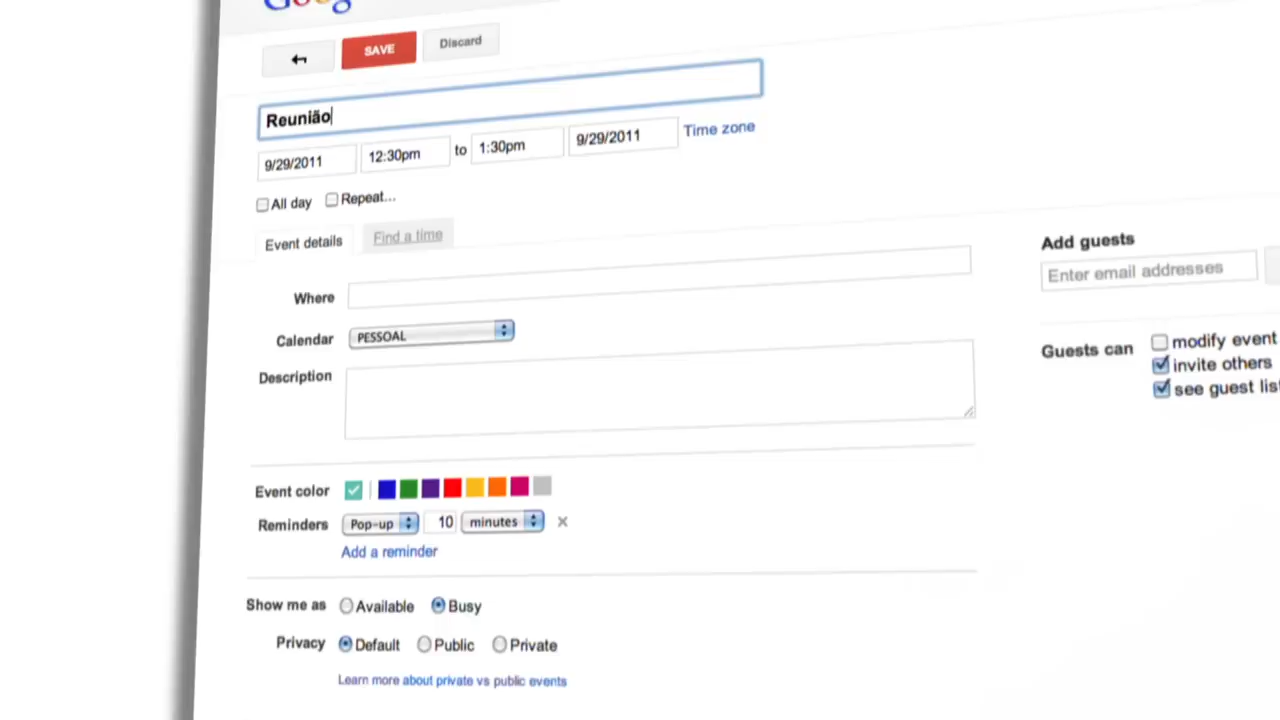 SAVE Discard
Reunião
9/29/2011 12:30pm to 1:30pm 9/29/2011 Time zone
All day Repeat...
Event details Find a time
Where
Calendar PESSOAL
Description
Event color
Reminders Pop-up 10 minutes ×
Add a reminder
Show me as Available Busy
Privacy Default Public Private
Learn more about private vs public events
Add guests
Enter email addresses
Guests can modify event
invite others
see guest list